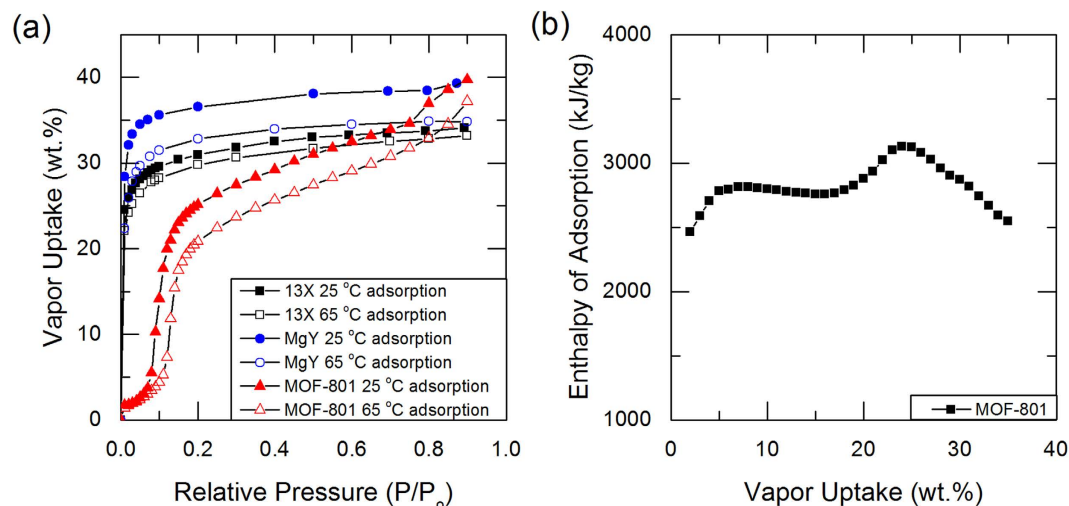 (a)
Vapor Uptake (wt.%)
40
30
20
10
0
0.0 0.2 0.4 0.6 0.8 1.0
Relative Pressure (P/P₀)
13X 25 °C adsorption
13X 65 °C adsorption
MgY 25 °C adsorption
MgY 65 °C adsorption
MOF-801 25 °C adsorption
MOF-801 65 °C adsorption
(b)
Enthalpy of Adsorption (kJ/kg)
4000
3000
2000
1000
0 10 20 30 40
Vapor Uptake (wt.%)
MOF-801